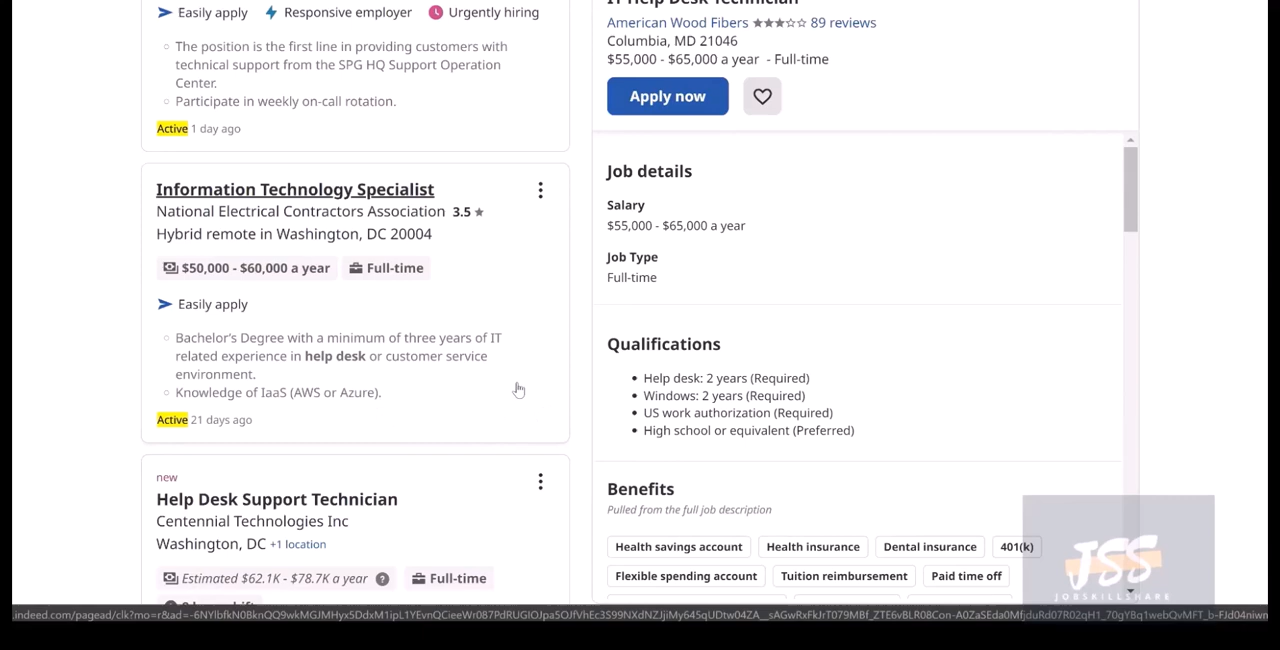 Easily apply Responsive employer Urgently hiring
The position is the first line in providing customers with
technical support from the SPG HQ Support Operation
Center.
Participate in weekly on-call rotation.
Active 1 day ago
Information Technology Specialist
National Electrical Contractors Association 3.5
Hybrid remote in Washington, DC 20004
$50,000 - $60,000 a year Full-time
Easily apply
Bachelor's Degree with a minimum of three years of IT
related experience in help desk or customer service
environment.
Knowledge of IaaS (AWS or Azure).
Active 21 days ago
new
Help Desk Support Technician
Centennial Technologies Inc
Washington, DC +1 location
Estimated $62.1K - $78.7K a year ? Full-time
IT Help Desk Technician
American Wood Fibers 89 reviews
Columbia, MD 21046
$55,000 - $65,000 a year - Full-time
Apply now
Job details
Salary
$55,000 - $65,000 a year
Job Type
Full-time
Qualifications
Help desk: 2 years (Required)
Windows: 2 years (Required)
US work authorization (Required)
High school or equivalent (Preferred)
Benefits
Pulled from the full job description
Health savings account Health insurance Dental insurance 401(k)
Flexible spending account Tuition reimbursement Paid time off
JSS
JOBSKILLSHARE